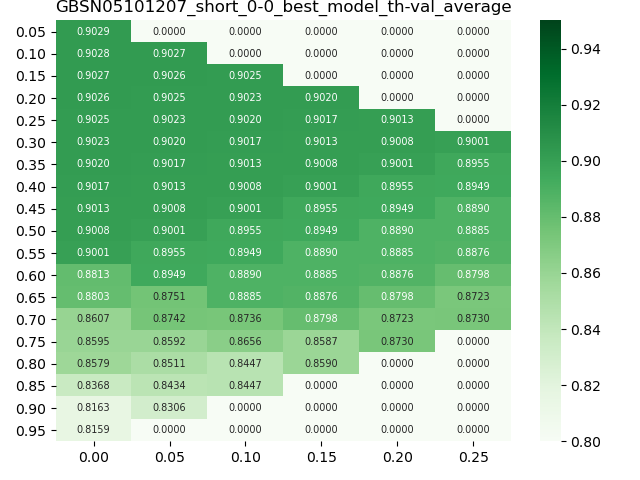 GBSN05101207_short_0-0_best_model_th-val_average
0.05 0.9029 0.0000 0.0000 0.0000 0.0000 0.0000
0.10 0.9028 0.9027 0.0000 0.0000 0.0000 0.0000
0.15 0.9027 0.9026 0.9025 0.0000 0.0000 0.0000
0.20 0.9026 0.9025 0.9023 0.9020 0.0000 0.0000
0.25 0.9025 0.9023 0.9020 0.9017 0.9013 0.0000
0.30 0.9023 0.9020 0.9017 0.9013 0.9008 0.9001
0.35 0.9020 0.9017 0.9013 0.9008 0.9001 0.8955
0.40 0.9017 0.9013 0.9008 0.9001 0.8955 0.8949
0.45 0.9013 0.9008 0.9001 0.8955 0.8949 0.8890
0.50 0.9008 0.9001 0.8955 0.8949 0.8890 0.8885
0.55 0.9001 0.8955 0.8949 0.8890 0.8885 0.8876
0.60 0.8813 0.8949 0.8890 0.8885 0.8876 0.8798
0.65 0.8803 0.8751 0.8885 0.8876 0.8798 0.8723
0.70 0.8607 0.8742 0.8736 0.8798 0.8723 0.8730
0.75 0.8595 0.8592 0.8656 0.8587 0.8730 0.0000
0.80 0.8579 0.8511 0.8447 0.8590 0.0000 0.0000
0.85 0.8368 0.8434 0.8447 0.0000 0.0000 0.0000
0.90 0.8163 0.8306 0.0000 0.0000 0.0000 0.0000
0.95 0.8159 0.0000 0.0000 0.0000 0.0000 0.0000
0.00 0.05 0.10 0.15 0.20 0.25
0.94
0.92
0.90
0.88
0.86
0.84
0.82
0.80